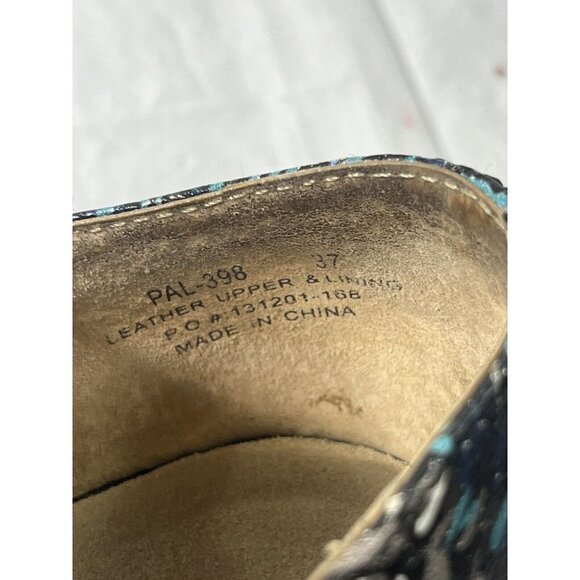 PAL-398 37
LEATHER UPPER & LINING
P.O #:131201-168
MADE IN CHINA